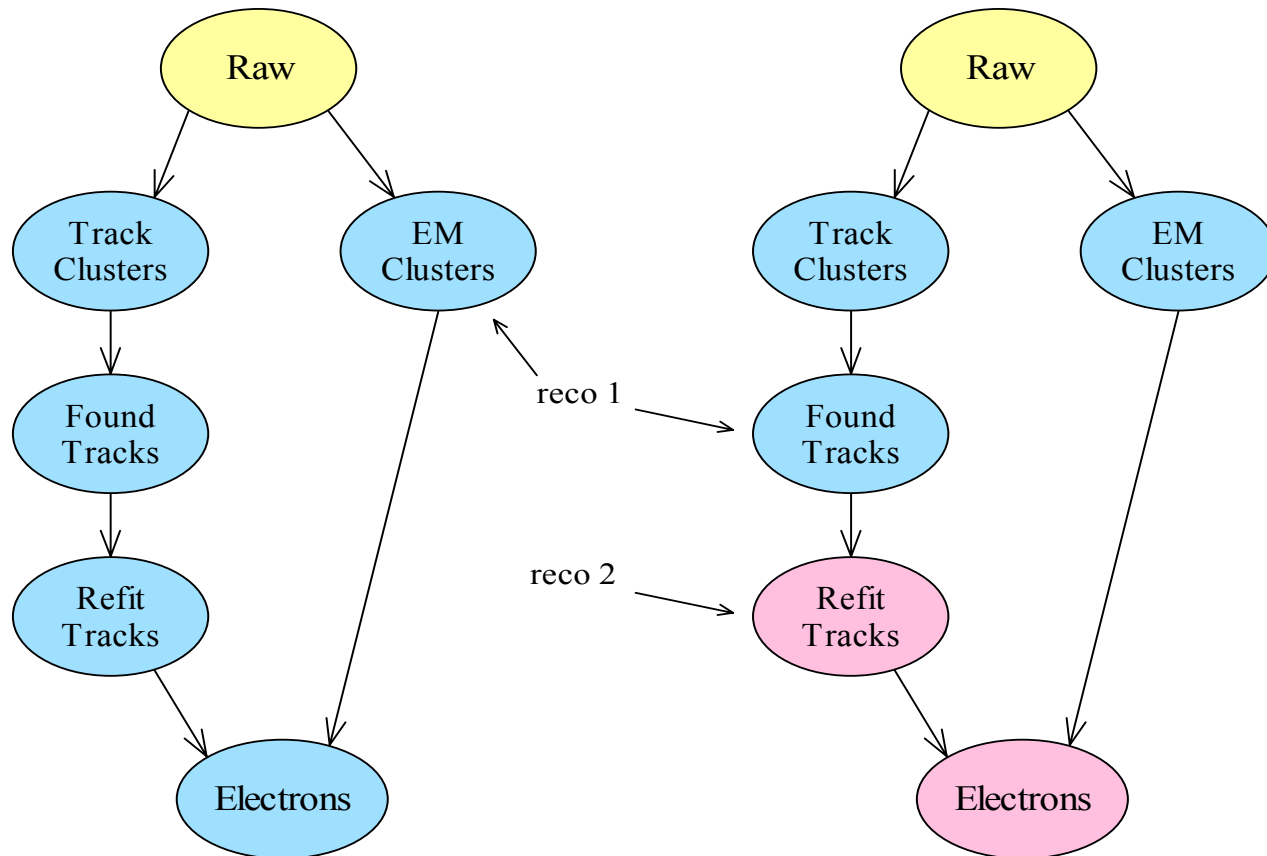 Raw
Raw
Track
Clusters
EM
Clusters
Track
Clusters
EM
Clusters
reco 1
Found
Tracks
Found
Tracks
reco 2
Refit
Tracks
Refit
Tracks
Electrons
Electrons